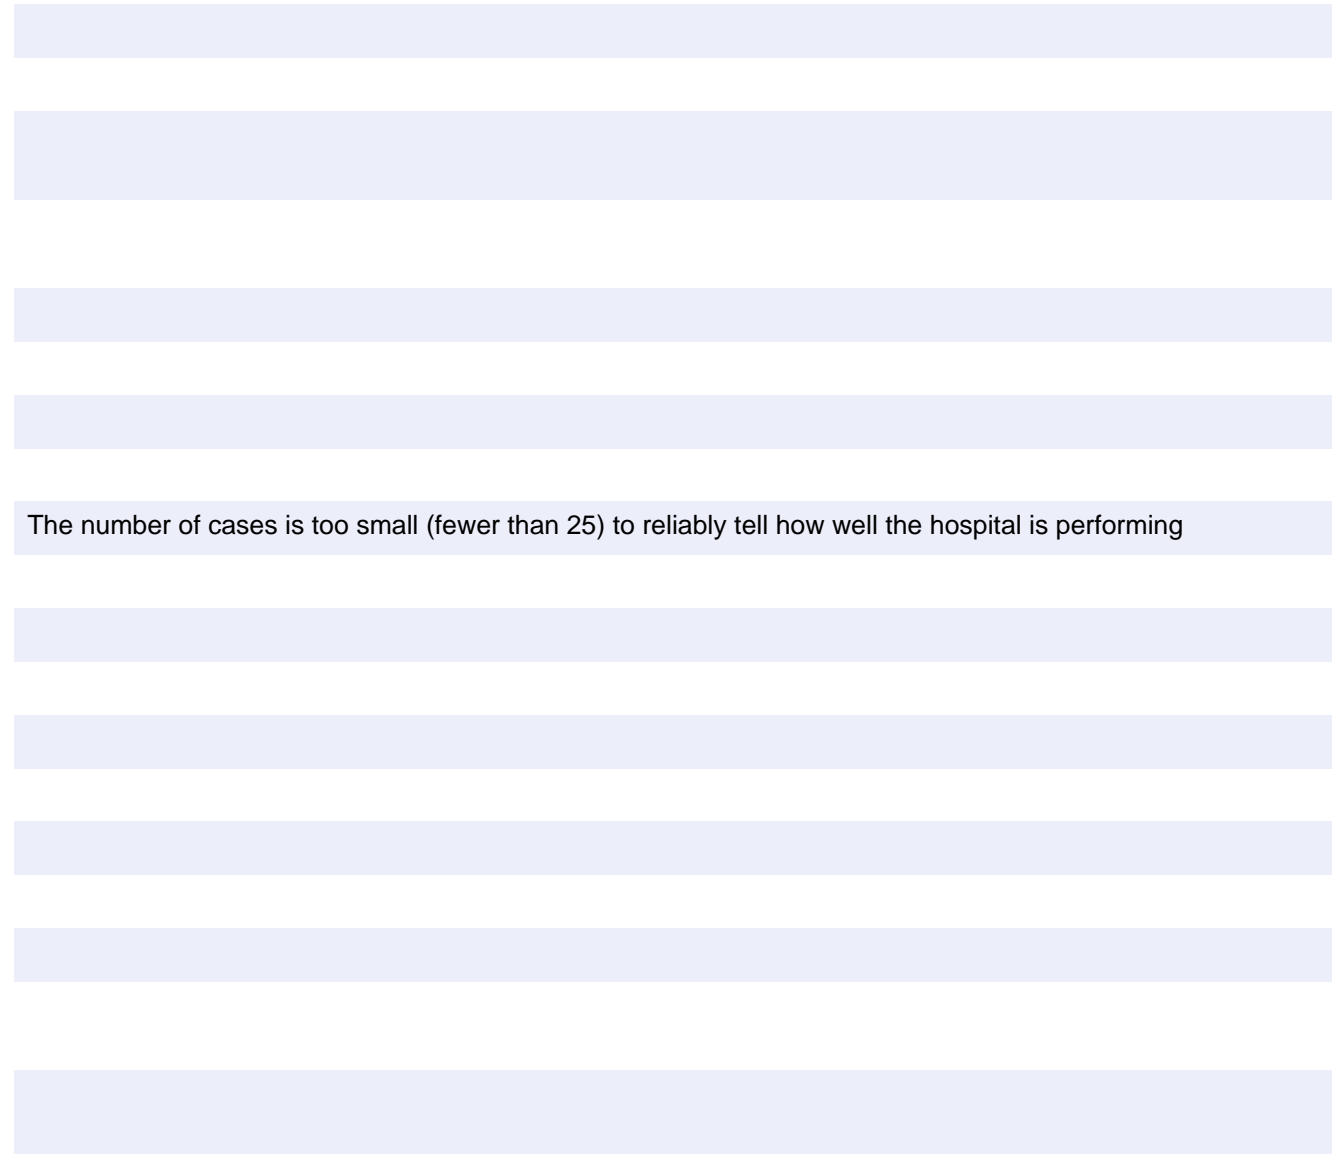 The number of cases is too small (fewer than 25) to reliably tell how well the hospital is performing